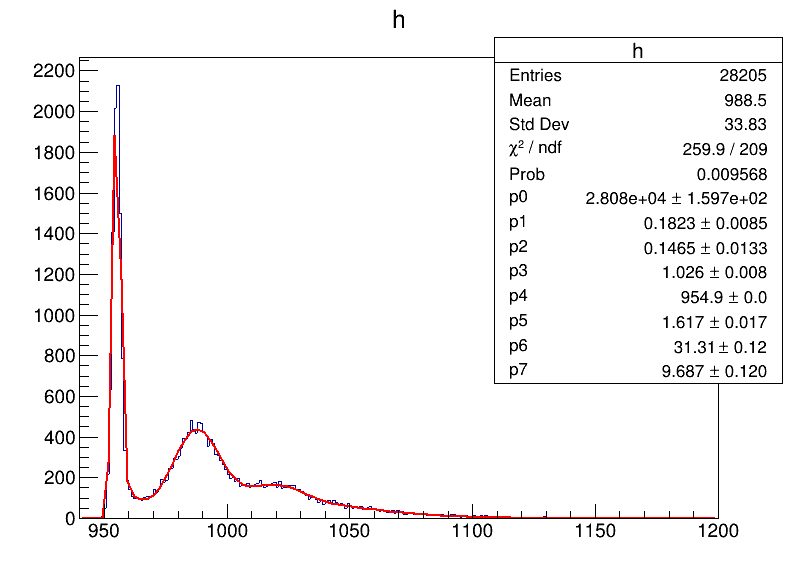 h
h
Entries 28205
Mean 988.5
Std Dev 33.83
χ² / ndf 259.9 / 209
Prob 0.009568
p0 2.808e+04 ± 1.597e+02
p1 0.1823 ± 0.0085
p2 0.1465 ± 0.0133
p3 1.026 ± 0.008
p4 954.9 ± 0.0
p5 1.617 ± 0.017
p6 31.31 ± 0.12
p7 9.687 ± 0.120
2200
2000
1800
1600
1400
1200
1000
800
600
400
200
0
950 1000 1050 1100 1150 1200